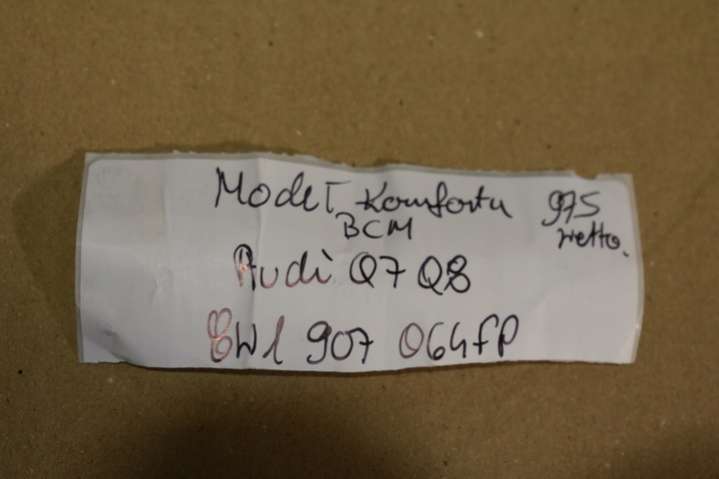 Moduł Komfortu
BCM
975
netto.
Audi Q7 Q8
8W1 907 064FP